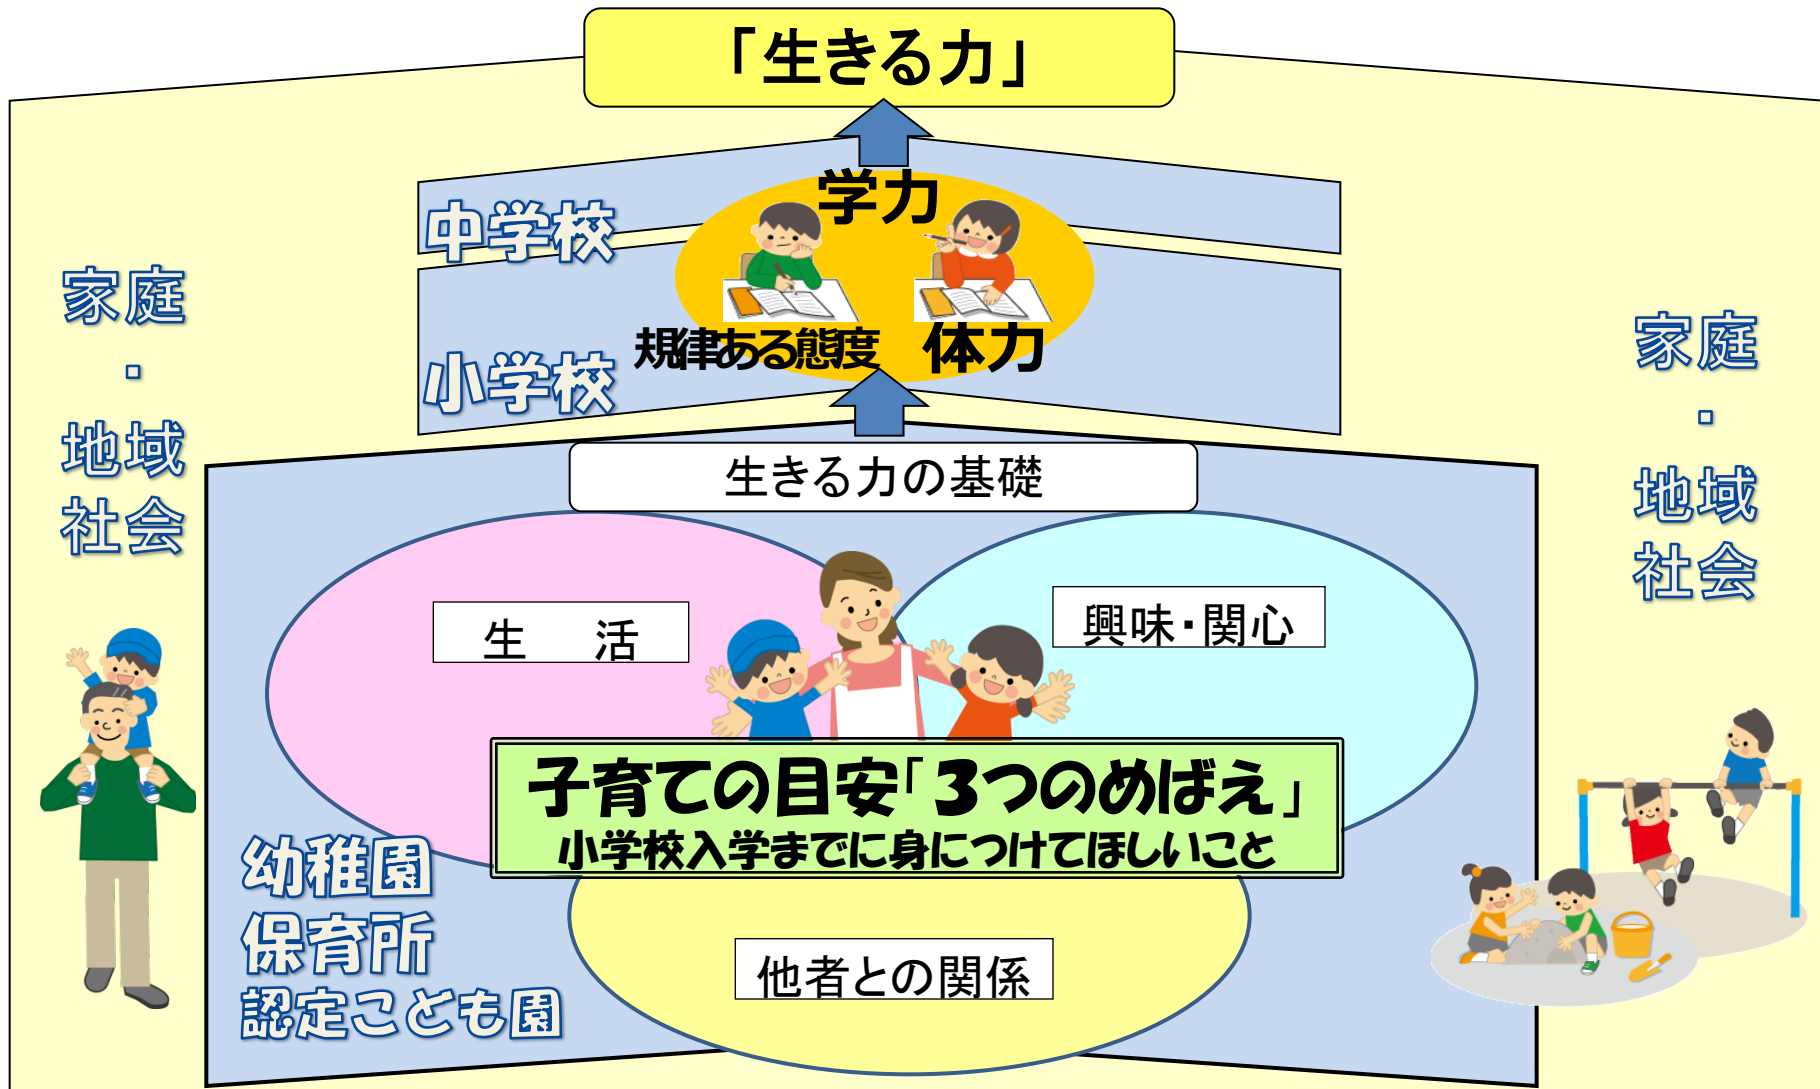 「生きる力」
中学校
学力
規律ある態度
体力
小学校
家庭
・
地域
社会
家庭
・
地域
社会
生きる力の基礎
生　活
興味・関心
子育ての目安「３つのめばえ」
小学校入学までに身につけてほしいこと
幼稚園
保育所
認定こども園
他者との関係